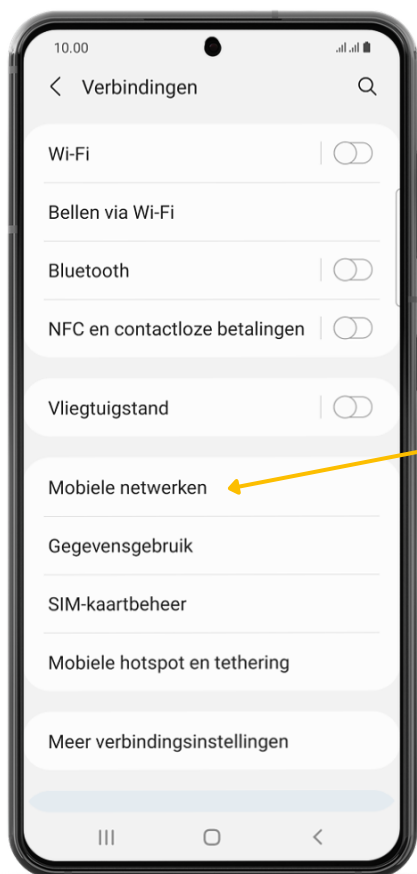 10.00
Verbindingen
Wi-Fi
Bellen via Wi-Fi
Bluetooth
NFC en contactloze betalingen
Vliegtuigstand
Mobiele netwerken
Gegevensgebruik
SIM-kaartbeheer
Mobiele hotspot en tethering
Meer verbindingsinstellingen